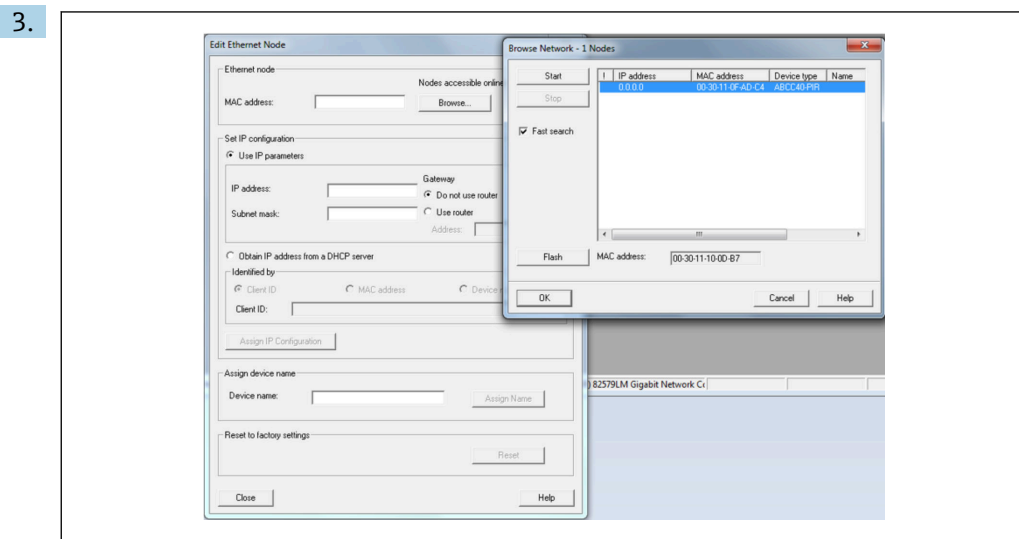 3.
Edit Ethernet Node
Ethernet node
Nodes accessible online
MAC address:
Browse...
Set IP configuration
Use IP parameters
Gateway
IP address:
Do not use router
Subnet mask:
Use router
Address:
Obtain IP address from a DHCP server
Identified by
Client ID
MAC address
Device
Client ID:
Assign IP Configuration
Assign device name
Device name:
Assign Name
Reset to factory settings
Reset
Close
Help
Browse Network - 1 Nodes
Start
Stop
Fast search
! IP address MAC address Device type Name
0.0.0.0 00-30-11-0F-AD-C4 ABCC40-PIR
Flash
MAC address:
00-30-11-10-0D-B7
OK
Cancel
Help
) 82579LM Gigabit Network Cc